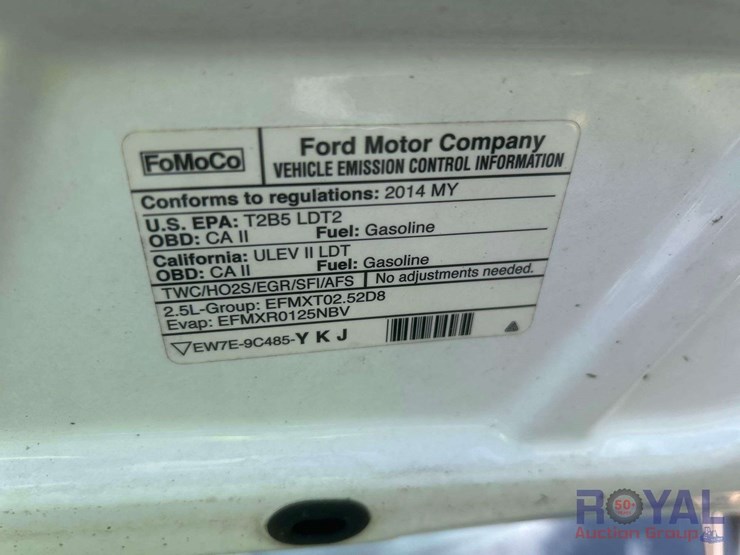 FoMoCo
Ford Motor Company
VEHICLE EMISSION CONTROL INFORMATION
Conforms to regulations: 2014 MY
U.S. EPA: T2B5 LDT2
OBD: CA II Fuel: Gasoline
California: ULEV II LDT
OBD: CA II Fuel: Gasoline
TWC/HO2S/EGR/SFI/AFS No adjustments needed.
2.5L-Group: EFMXT02.52D8
Evap: EFMXR0125NBV
EW7E-9C485-Y K J
ROYAL
50
Auction Group